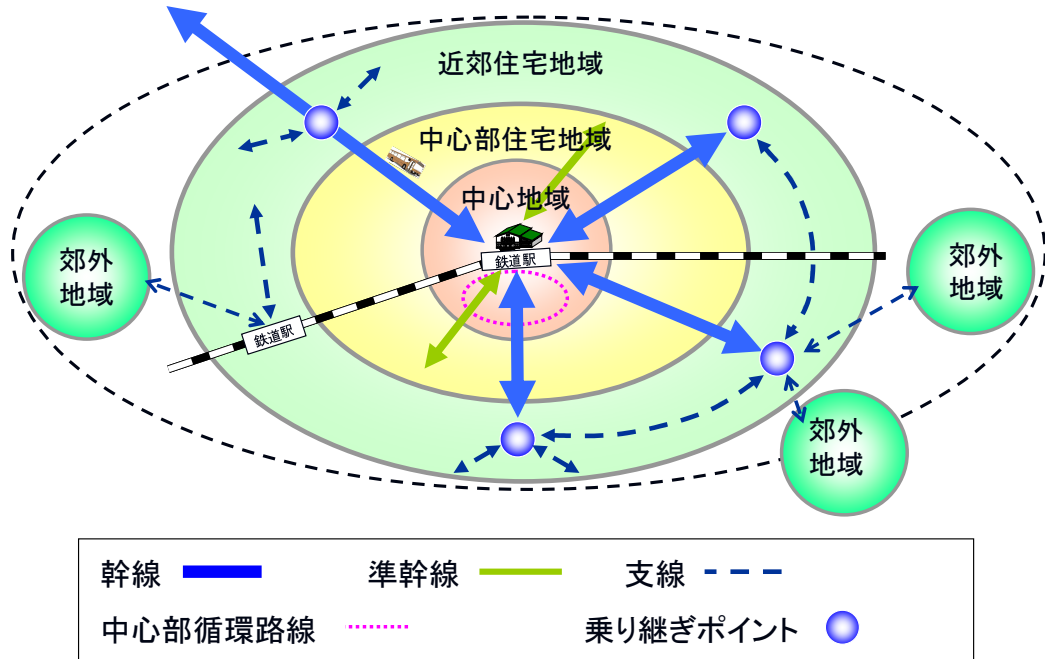 近郊住宅地域
中心部住宅地域
中心地域
鉄道駅
郊外
地域
郊外
地域
鉄道駅
郊外
地域
幹線
準幹線
支線
中心部循環路線
乗り継ぎポイント